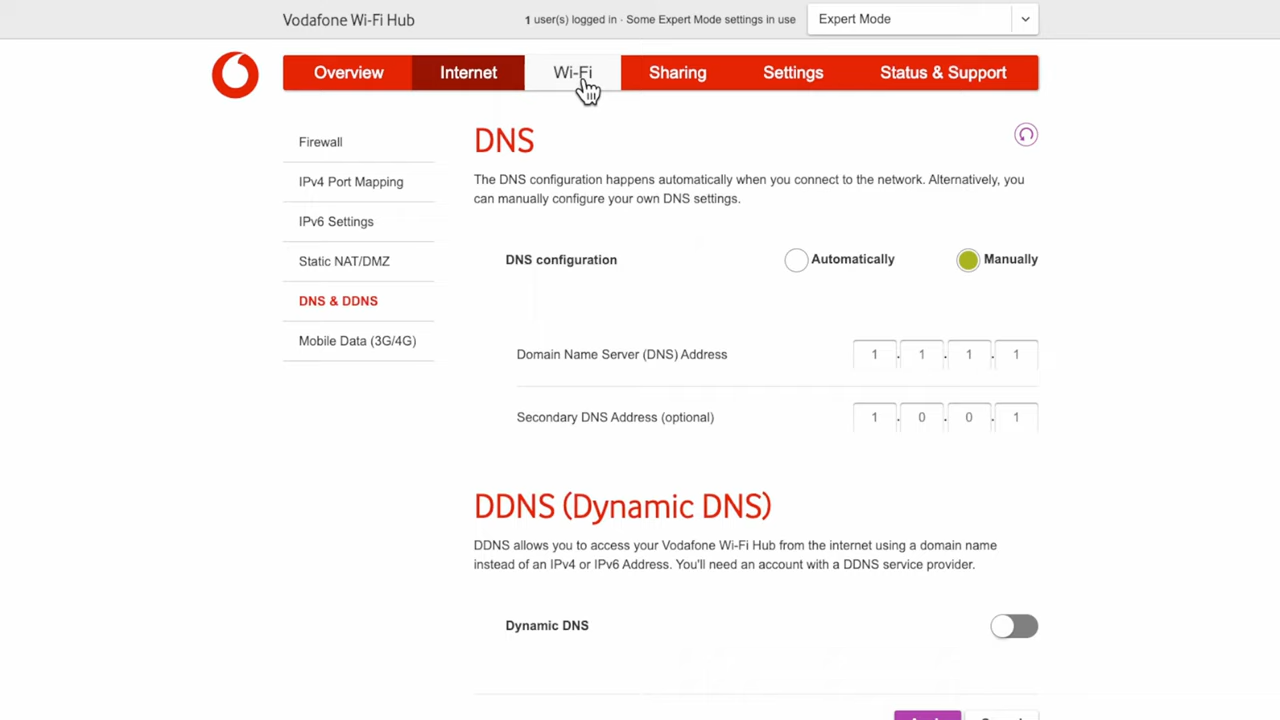 Vodafone Wi-Fi Hub
1 user(s) logged in · Some Expert Mode settings in use
Expert Mode
Overview
Internet
Wi-Fi
Sharing
Settings
Status & Support
Firewall
IPv4 Port Mapping
IPv6 Settings
Static NAT/DMZ
DNS & DDNS
Mobile Data (3G/4G)
DNS
The DNS configuration happens automatically when you connect to the network. Alternatively, you
can manually configure your own DNS settings.
DNS configuration
Automatically
Manually
Domain Name Server (DNS) Address
1 . 1 . 1 . 1
Secondary DNS Address (optional)
1 . 0 . 0 . 1
DDNS (Dynamic DNS)
DDNS allows you to access your Vodafone Wi-Fi Hub from the internet using a domain name
instead of an IPv4 or IPv6 Address. You'll need an account with a DDNS service provider.
Dynamic DNS